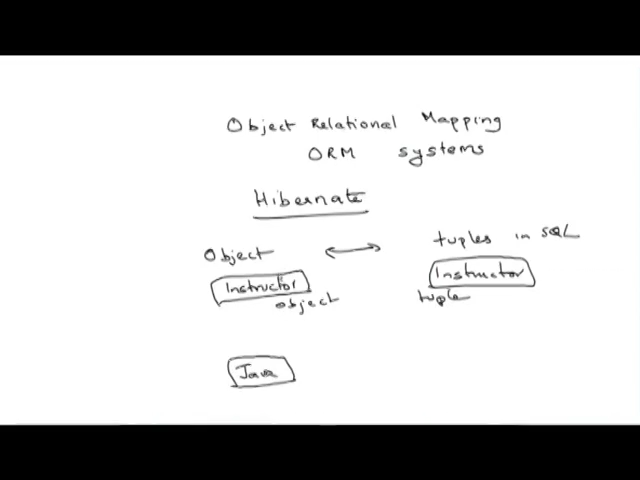 Object Relational Mapping
ORM systems
Hibernate
Object ↔ tuples in SQL
Instructor Instructor
object tuple
Java